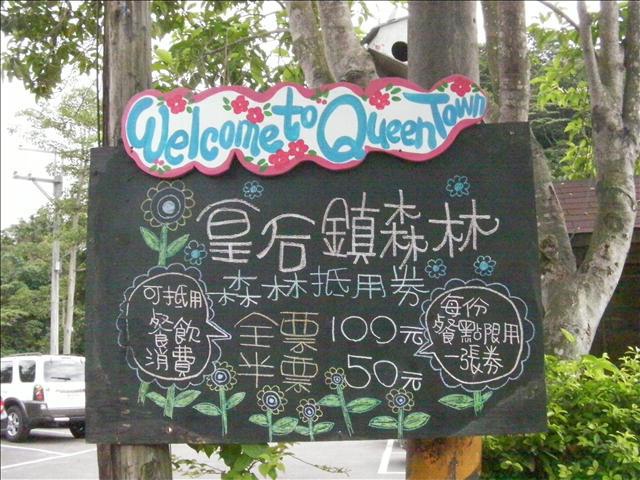 Welcome to Queen Town
皇后鎮森林
森林抵用券
可抵用
餐飲
消費
全票 100元
半票 50元
每份
餐點限用
一張券